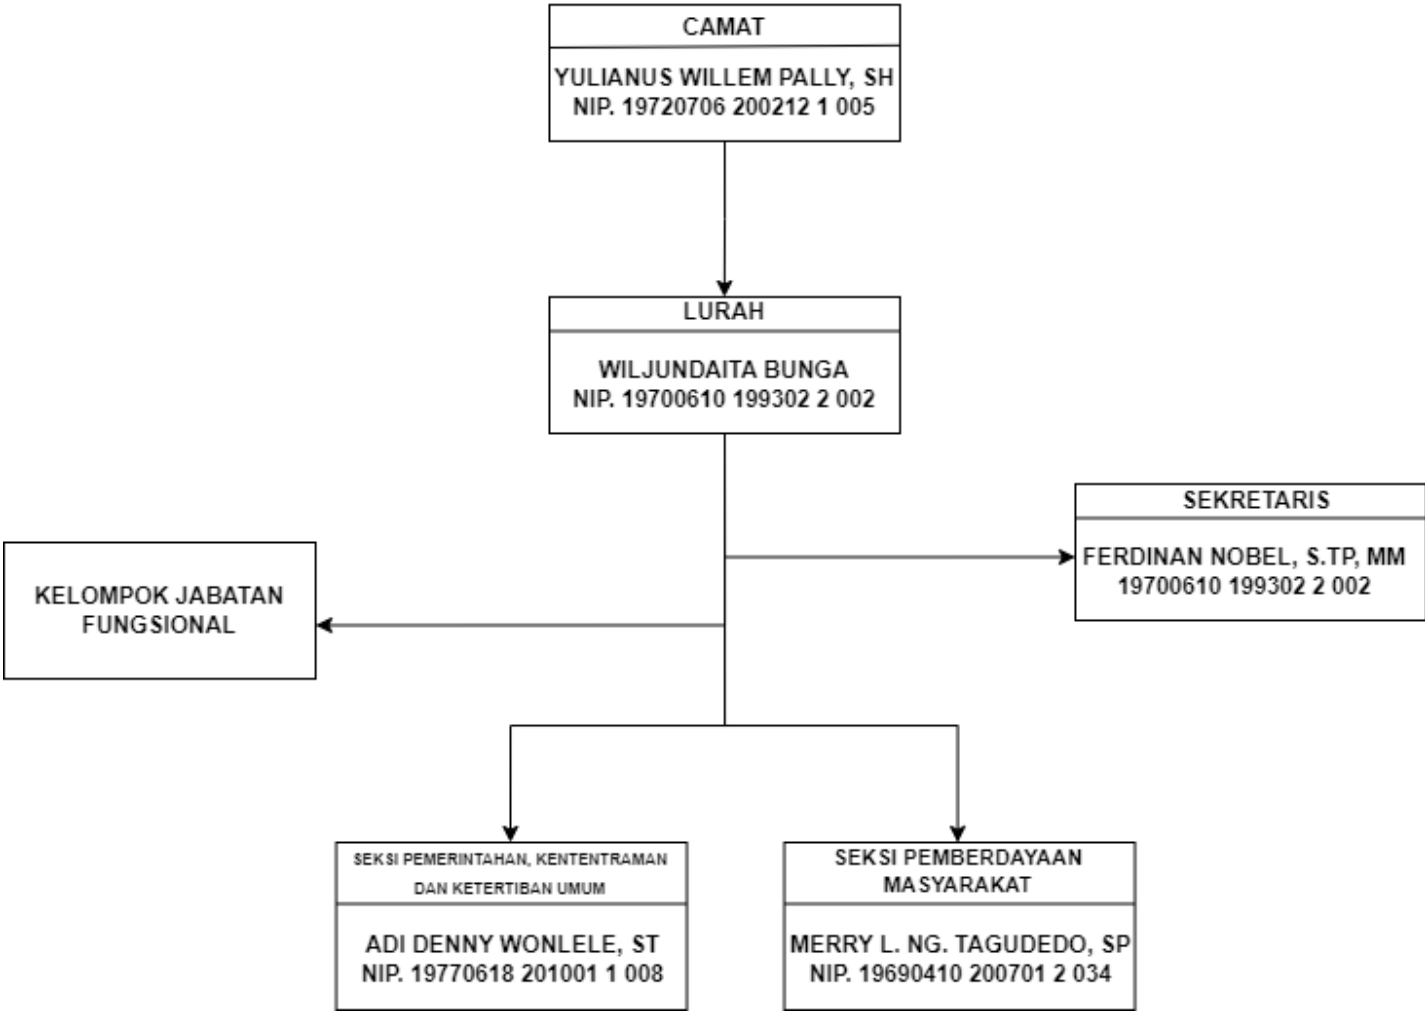 CAMAT
YULIANUS WILLEM PALLY, SH
NIP. 19720706 200212 1 005
LURAH
WILJUNDAITA BUNGA
NIP. 19700610 199302 2 002
SEKRETARIS
FERDINAN NOBEL, S.TP, MM
19700610 199302 2 002
KELOMPOK JABATAN
FUNGSIONAL
SEKSI PEMERINTAHAN, KENTENTRAMAN
DAN KETERTIBAN UMUM
ADI DENNY WONLELE, ST
NIP. 19770618 201001 1 008
SEKSI PEMBERDAYAAN
MASYARAKAT
MERRY L. NG. TAGUDEDO, SP
NIP. 19690410 200701 2 034